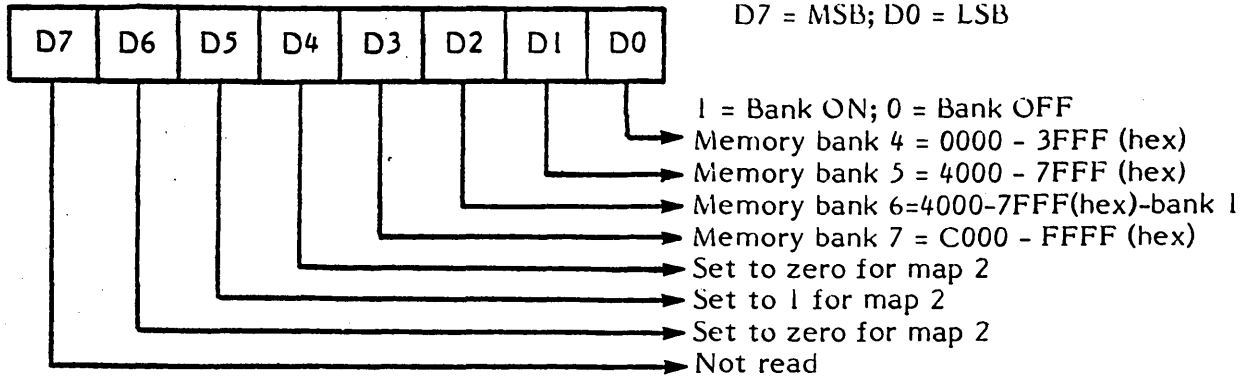 D7 = MSB; D0 = LSB
D7 D6 D5 D4 D3 D2 D1 D0
1 = Bank ON; 0 = Bank OFF
Memory bank 4 = 0000 - 3FFF (hex)
Memory bank 5 = 4000 - 7FFF (hex)
Memory bank 6=4000-7FFF(hex)-bank 1
Memory bank 7 = C000 - FFFF (hex)
Set to zero for map 2
Set to 1 for map 2
Set to zero for map 2
Not read